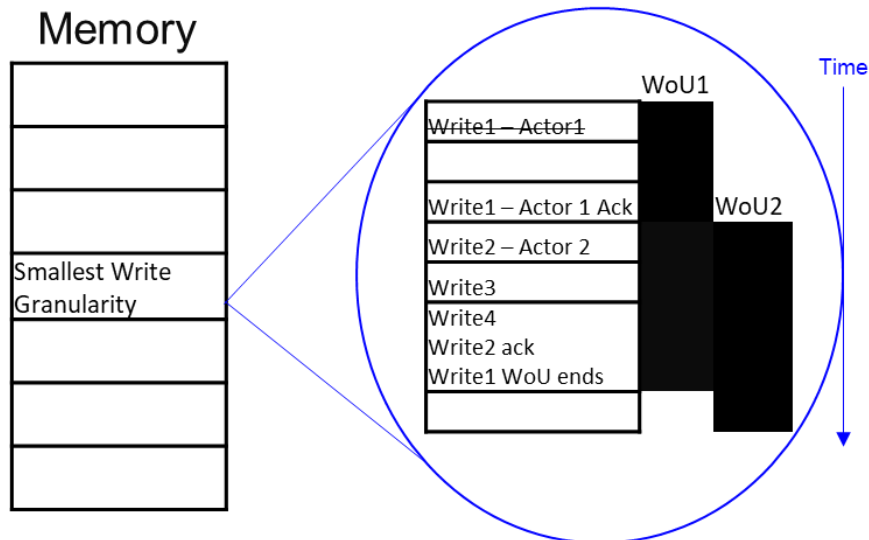 Memory
Smallest Write
Granularity
Time
WoU1
Write1 – Actor1
Write1 – Actor 1 Ack
WoU2
Write2 – Actor 2
Write3
Write4
Write2 ack
Write1 WoU ends